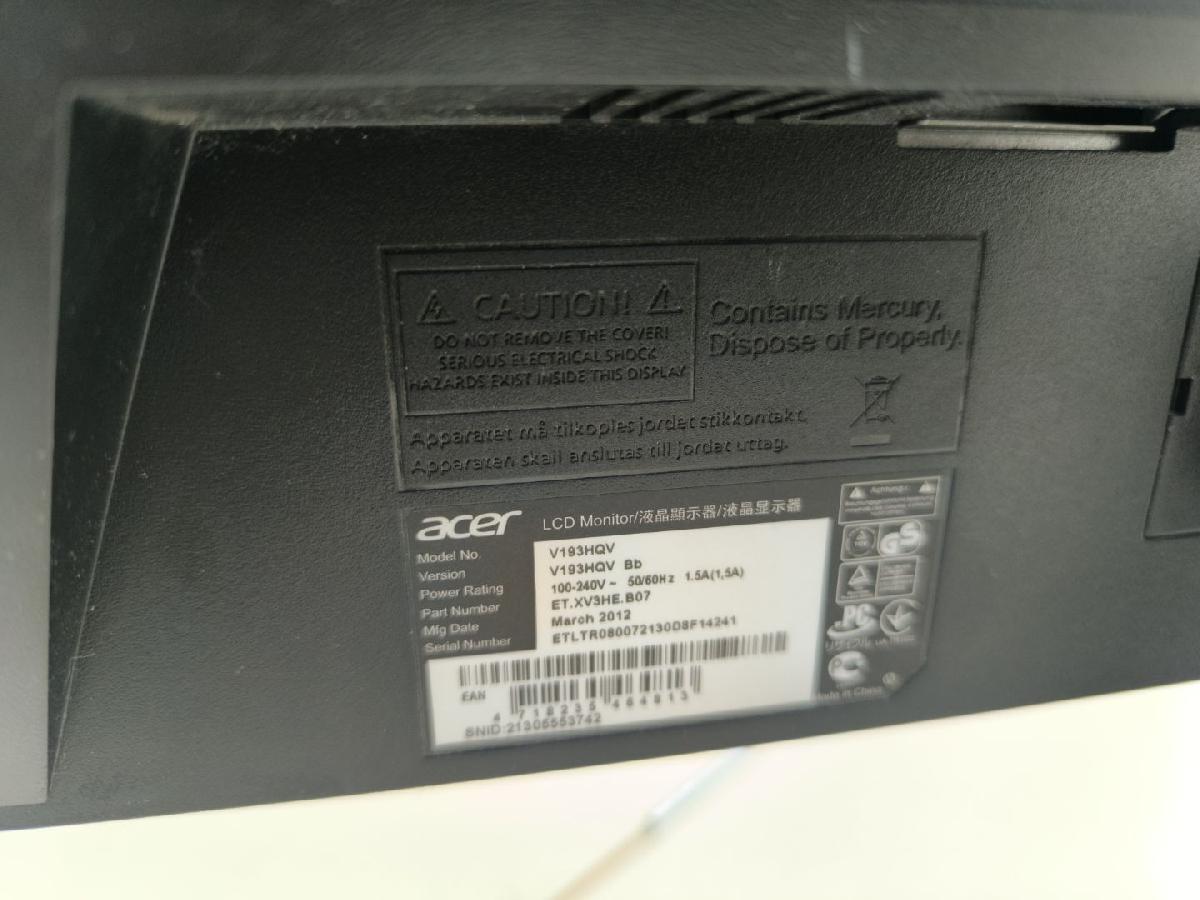 CAUTION!
DO NOT REMOVE THE COVER!
SERIOUS ELECTRICAL SHOCK
HAZARDS EXIST INSIDE THIS DISPLAY
Contains Mercury,
Dispose of Properly.
Apparatet må tilkoples jordet stikkontakt.
Apparaten skall anslutas till jordat uttag.
acer LCD Monitor/液晶顯示器/液晶显示器
Model No. V193HQV
Version V193HQV Bb
Power Rating 100-240V ~ 50/60Hz 1.5A(1,5A)
Part Number ET.XV3HE.B07
Mfg Date March 2012
Serial Number ETLTR080072130D8F14241
EAN
4 718235 464813
SNID:21305553742
Achtung:
GS
PC
Made in China